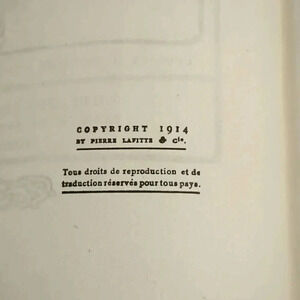 COPYRIGHT 1914
BY PIERRE LAFITTE & Cie.
Tous droits de reproduction et de
traduction réservés pour tous pays.